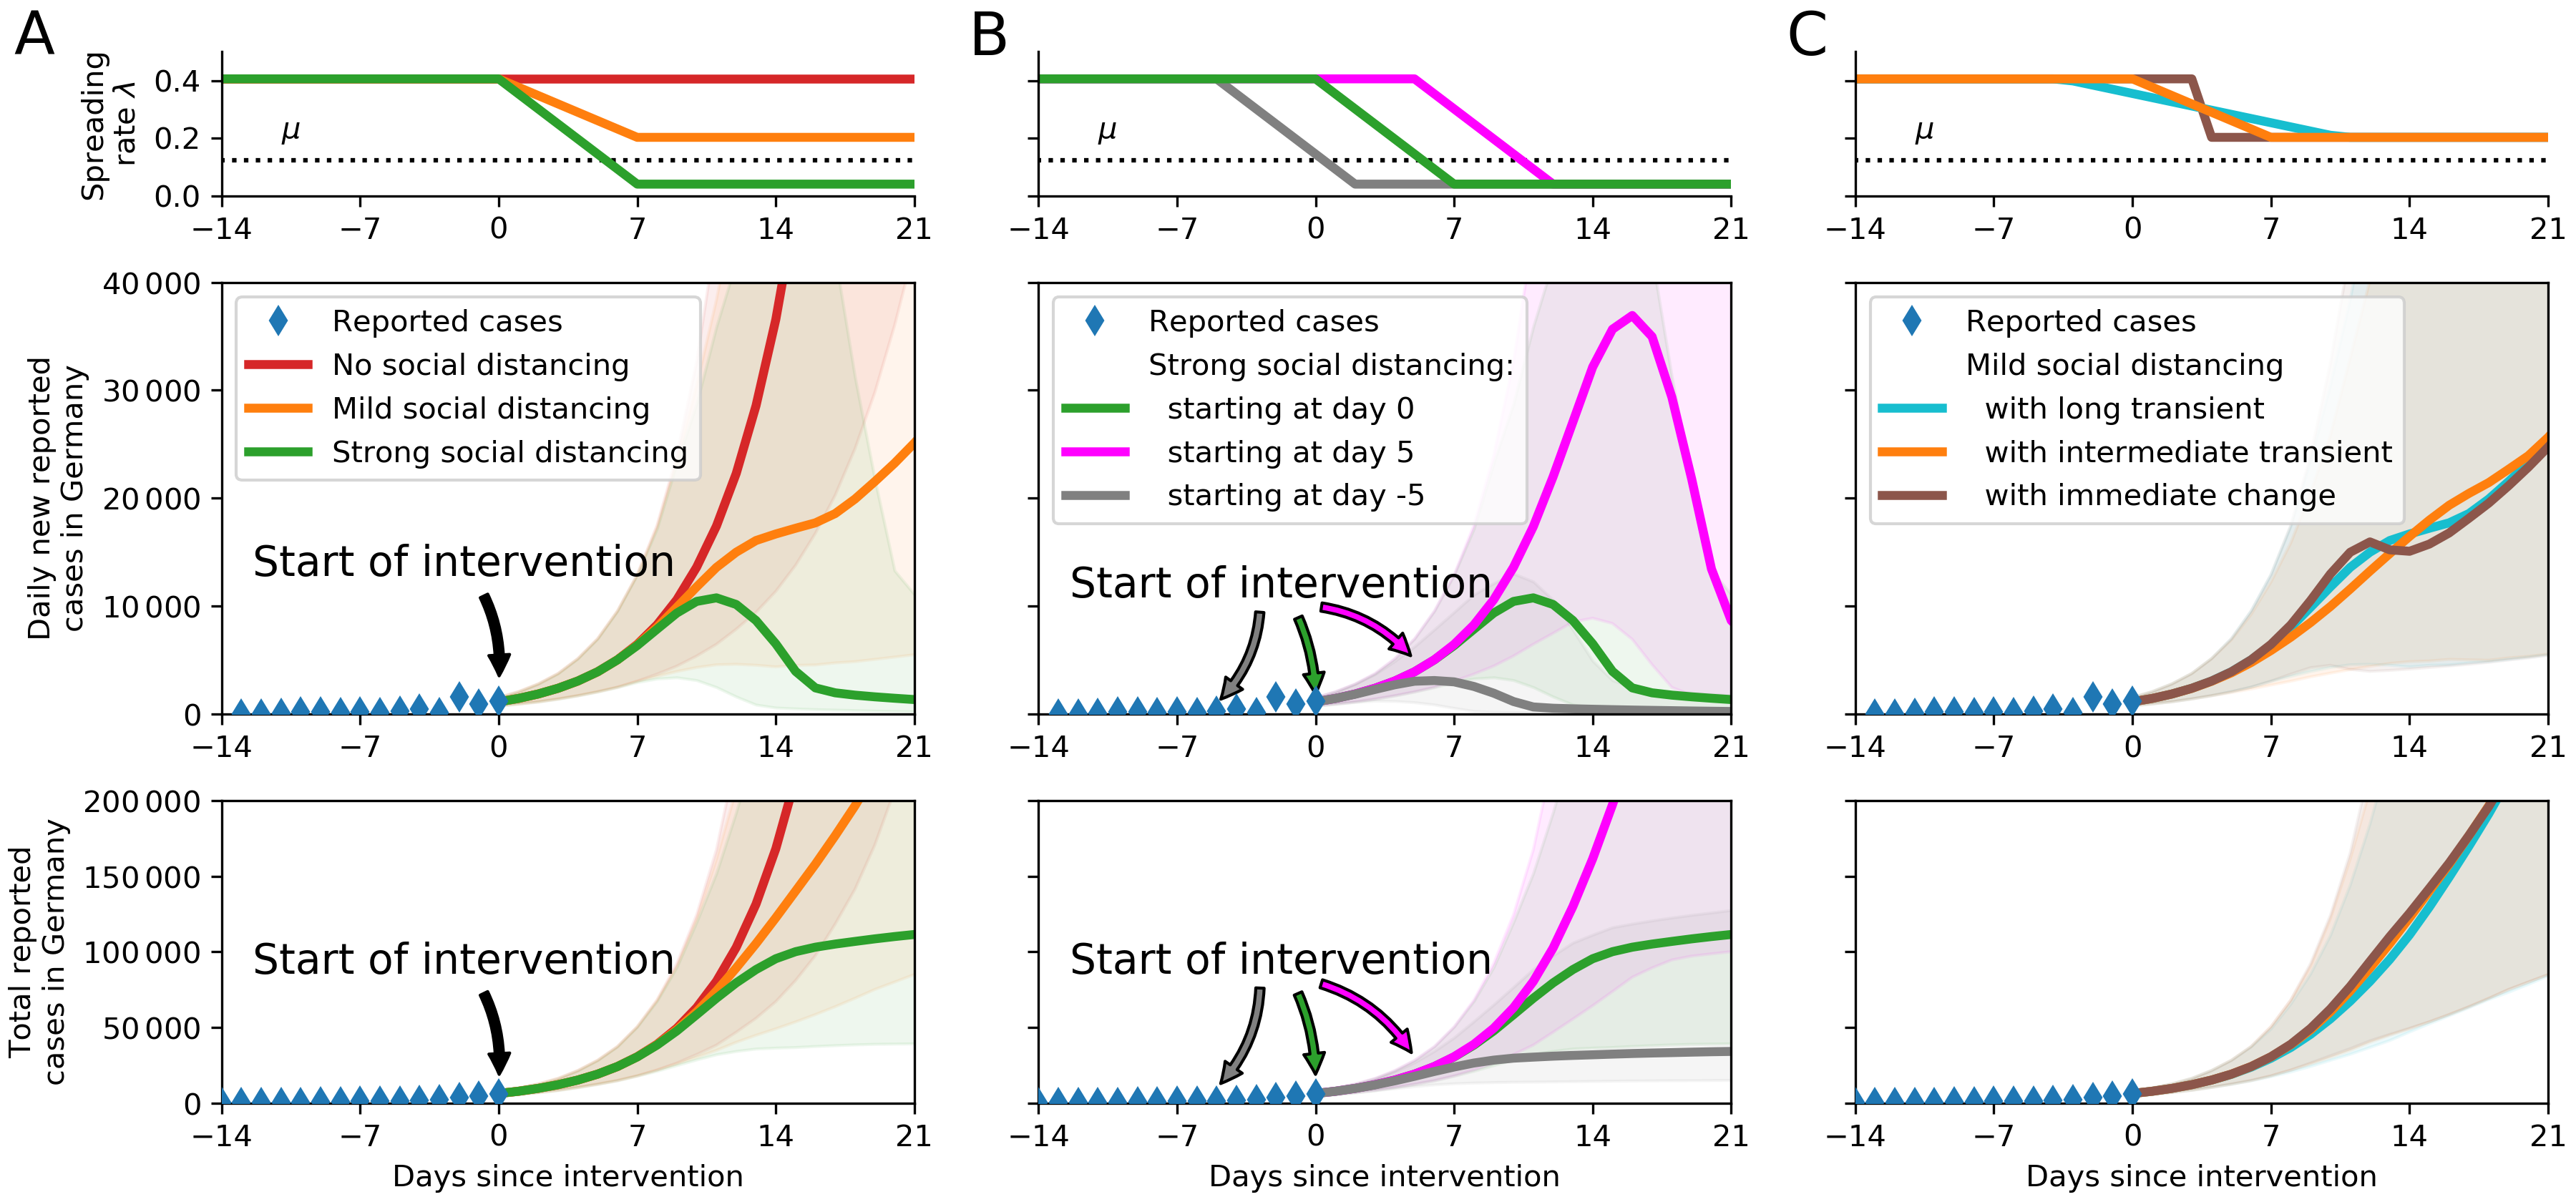 A
B
C
Spreading
rate λ
0.4
0.2
0.0
μ
−14
−7
0
7
14
21
μ
−14
−7
0
7
14
21
μ
−14
−7
0
7
14
21
Daily new reported
cases in Germany
40 000
30 000
20 000
10 000
0
Reported cases
No social distancing
Mild social distancing
Strong social distancing
Start of intervention
−14
−7
0
7
14
21
Reported cases
Strong social distancing:
starting at day 0
starting at day 5
starting at day -5
Start of intervention
−14
−7
0
7
14
21
Reported cases
Mild social distancing
with long transient
with intermediate transient
with immediate change
−14
−7
0
7
14
21
Total reported
cases in Germany
200 000
150 000
100 000
50 000
0
Start of intervention
−14
−7
0
7
14
21
Days since intervention
Start of intervention
−14
−7
0
7
14
21
Days since intervention
−14
−7
0
7
14
21
Days since intervention